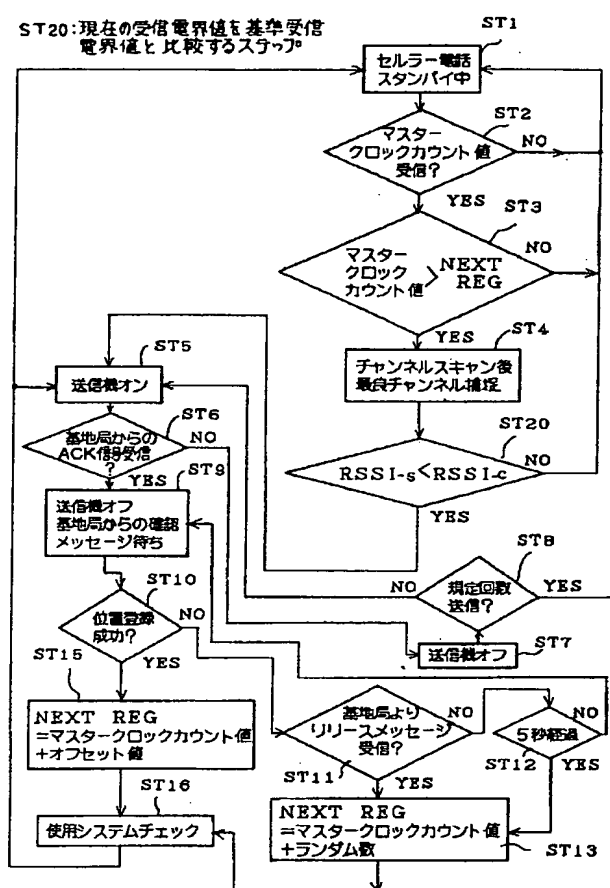 ST20:現在の受信電界値を基準受信
電界値と比較するステップ
ST1
セルラー電話
スタンバイ中
ST2
マスター
クロックカウント値
受信?
NO
YES
ST3
マスター
クロック
カウント値
>
NEXT
REG
NO
YES
ST4
チャンネルスキャン後
最良チャンネル捕捉
ST5
送信機オン
ST6
基地局からの
ACK信号受信
?
NO
YES
ST9
送信機オフ
基地局からの確認
メッセージ待ち
ST20
RSSI-s<RSSI-c
NO
YES
ST8
規定回数
送信?
NO
YES
ST7
送信機オフ
ST10
位置登録
成功?
NO
YES
ST15
NEXT REG
=マスタークロックカウント値
+オフセット値
ST11
基地局より
リリースメッセージ
受信?
NO
YES
ST12
5秒経過
NO
YES
ST16
使用システムチェック
ST13
NEXT REG
=マスタークロックカウント値
+ランダム数